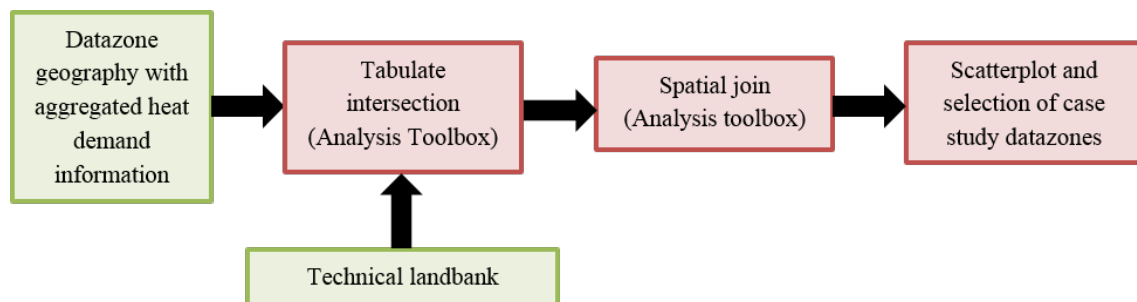 Datazone
geography with
aggregated heat
demand
information
Tabulate
intersection
(Analysis Toolbox)
Spatial join
(Analysis toolbox)
Scatterplot and
selection of case
study datazones
Technical landbank